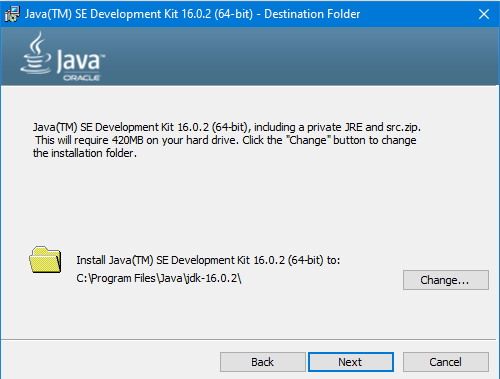 Java(TM) SE Development Kit 16.0.2 (64-bit) - Destination Folder
Java™
ORACLE
Java(TM) SE Development Kit 16.0.2 (64-bit), including a private JRE and src.zip.
This will require 420MB on your hard drive. Click the "Change" button to change
the installation folder.
Install Java(TM) SE Development Kit 16.0.2 (64-bit) to:
C:\Program Files\Java\jdk-16.0.2\
Change...
Back
Next
Cancel